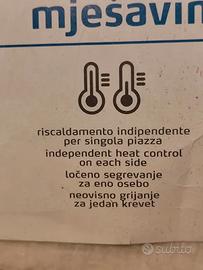 mješavin
riscaldamento indipendente
per singola piazza
independent heat control
on each side
ločeno segrevanje
za eno osebo
neovisno grijanje
za jedan krevet
subito